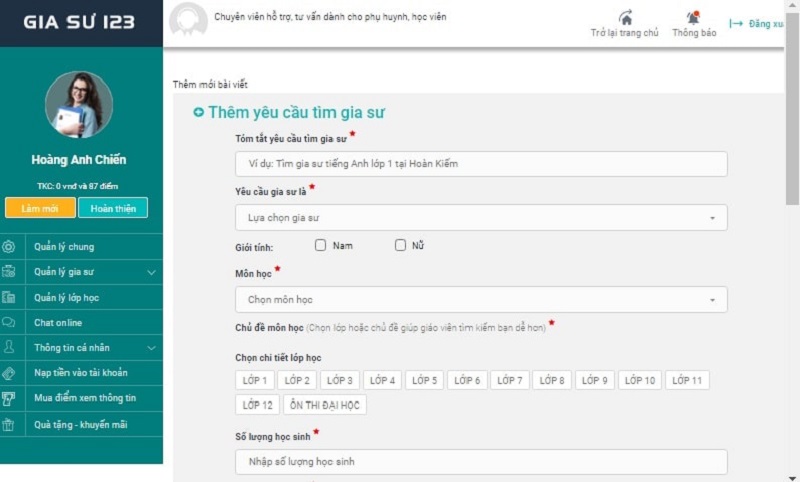 GIA SƯ 123
Chuyên viên hỗ trợ, tư vấn dành cho phụ huynh, học viên
Trở lại trang chủ
Thông báo
Đăng xu
Hoàng Anh Chiến
TKC: 0 vnđ và 87 điểm
Làm mới
Hoàn thiện
Quản lý chung
Quản lý gia sư
Quản lý lớp học
Chat online
Thông tin cá nhân
Nạp tiền vào tài khoản
Mua điểm xem thông tin
Quà tặng - khuyến mãi
Thêm mới bài viết
Thêm yêu cầu tìm gia sư
Tóm tắt yêu cầu tìm gia sư *
Ví dụ: Tìm gia sư tiếng Anh lớp 1 tại Hoàn Kiếm
Yêu cầu gia sư là *
Lựa chọn gia sư
Giới tính: Nam Nữ
Môn học *
Chọn môn học
Chủ đề môn học (Chọn lớp hoặc chủ đề giúp giáo viên tìm kiếm bạn dễ hơn) *
Chọn chi tiết lớp học
LỚP 1 LỚP 2 LỚP 3 LỚP 4 LỚP 5 LỚP 6 LỚP 7 LỚP 8 LỚP 9 LỚP 10 LỚP 11
LỚP 12 ÔN THI ĐẠI HỌC
Số lượng học sinh *
Nhập số lượng học sinh